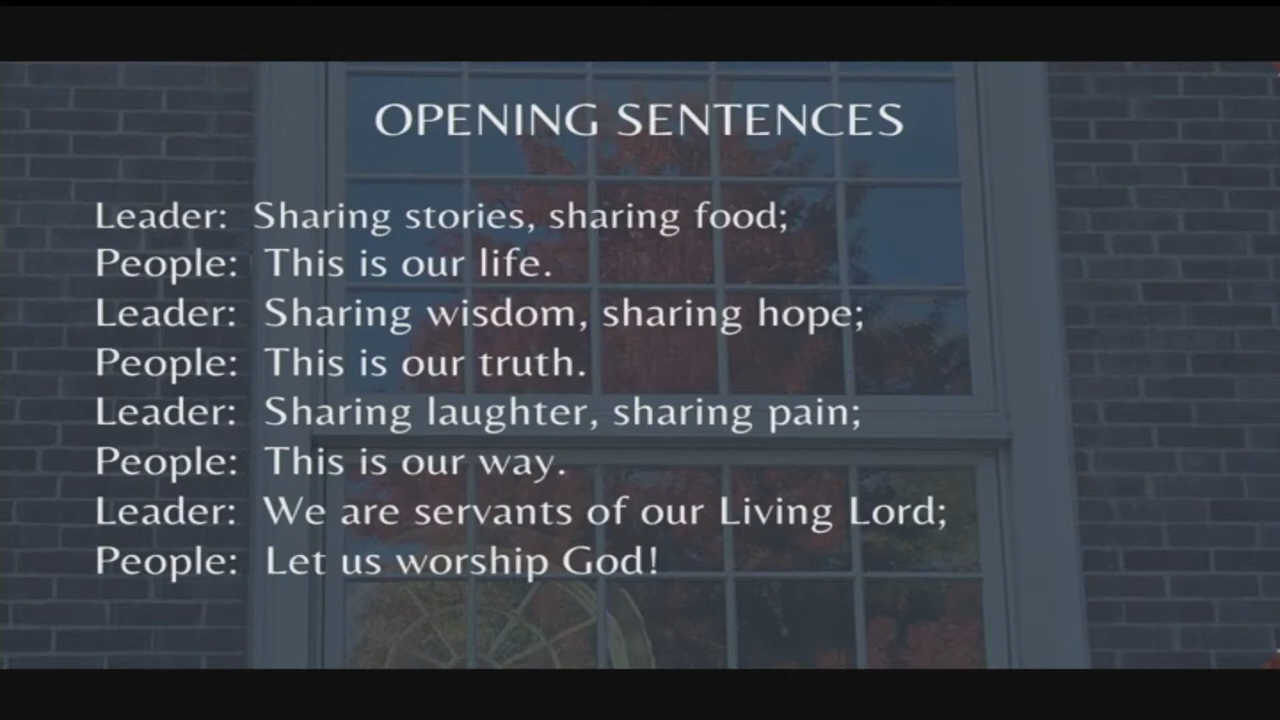 OPENING SENTENCES
Leader: Sharing stories, sharing food;
People: This is our life.
Leader: Sharing wisdom, sharing hope;
People: This is our truth.
Leader: Sharing laughter, sharing pain;
People: This is our way.
Leader: We are servants of our Living Lord;
People: Let us worship God!